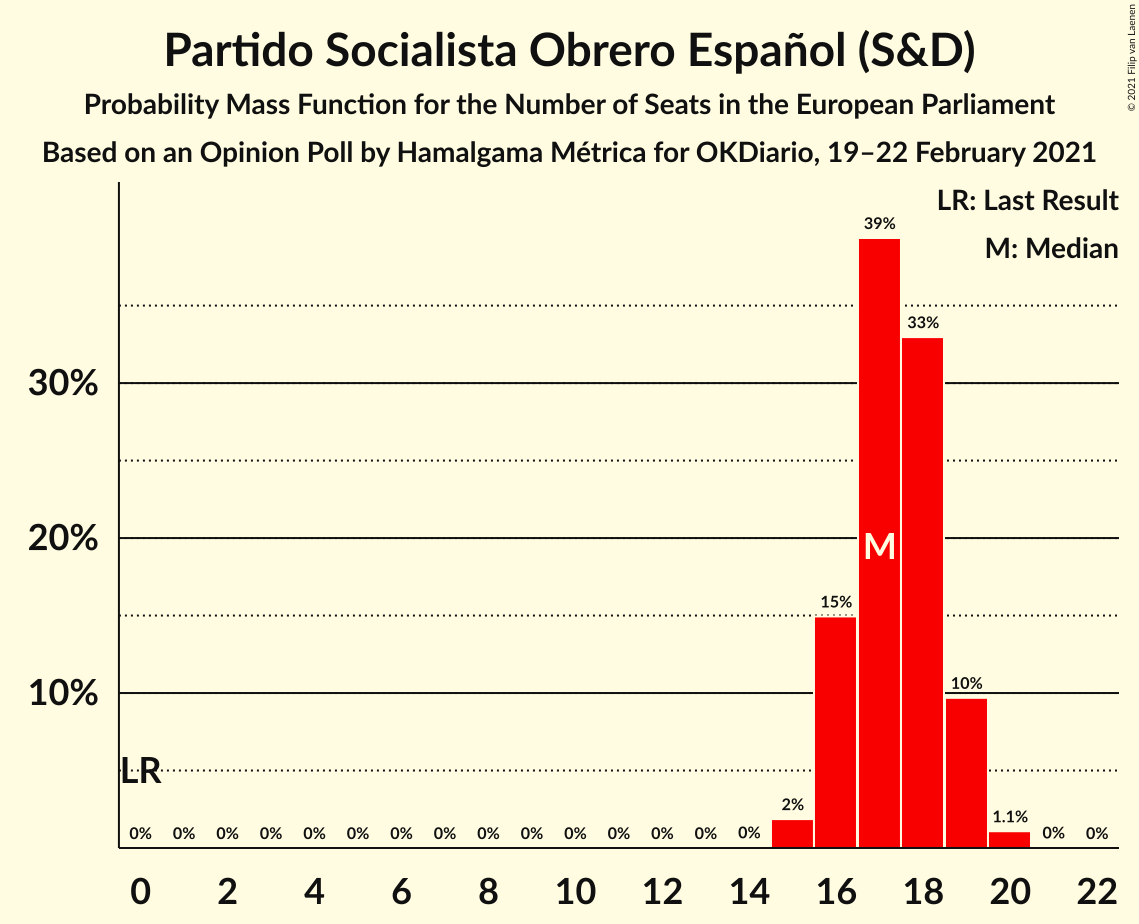 Partido Socialista Obrero Español (S&D)
Probability Mass Function for the Number of Seats in the European Parliament
Based on an Opinion Poll by Hamalgama Métrica for OKDiario, 19–22 February 2021
© 2021 Filip van Laenen
LR: Last Result
M: Median
39%
33%
30%
20%
M
15%
10%
10%
LR
2%
1.1%
0% 0% 0% 0% 0% 0% 0% 0% 0% 0% 0% 0% 0% 0% 0% 0% 0%
0 2 4 6 8 10 12 14 16 18 20 22